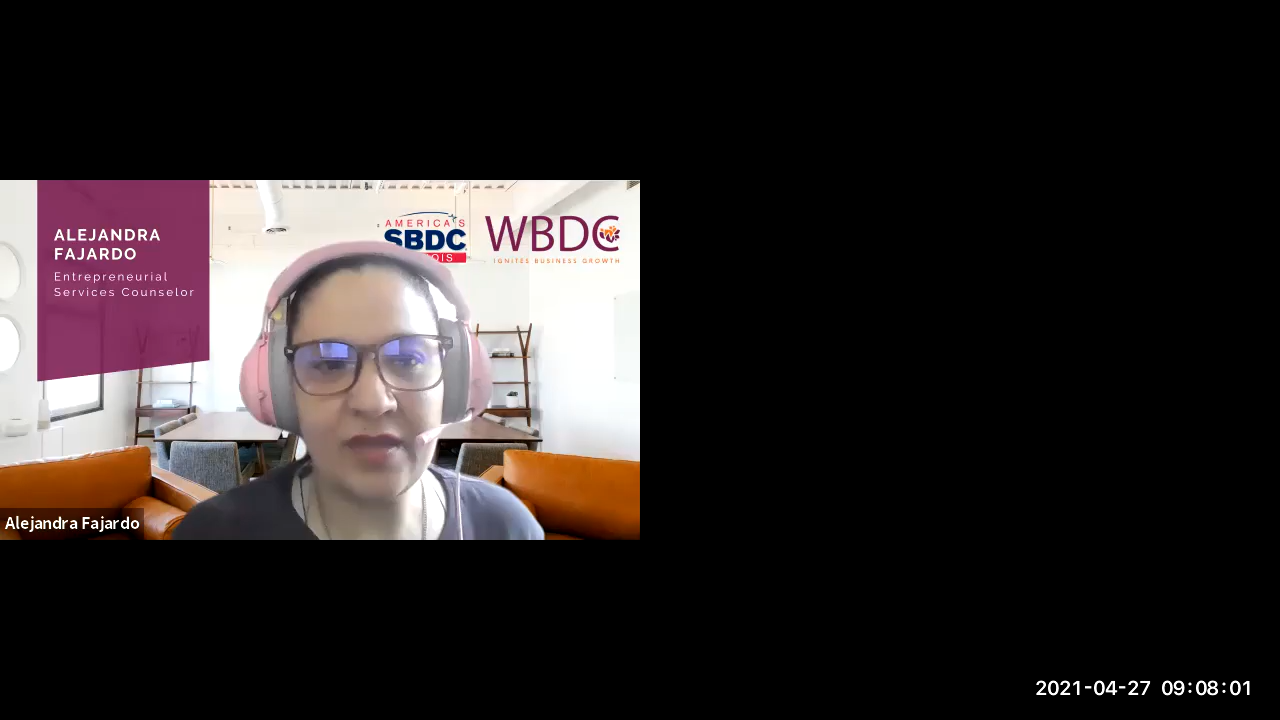 ALEJANDRA
FAJARDO
Entrepreneurial
Services Counselor
AMERICA'S
SBDC
WBDC
IGNITES BUSINESS GROWTH
Alejandra Fajardo
2021-04-27 09:08:01